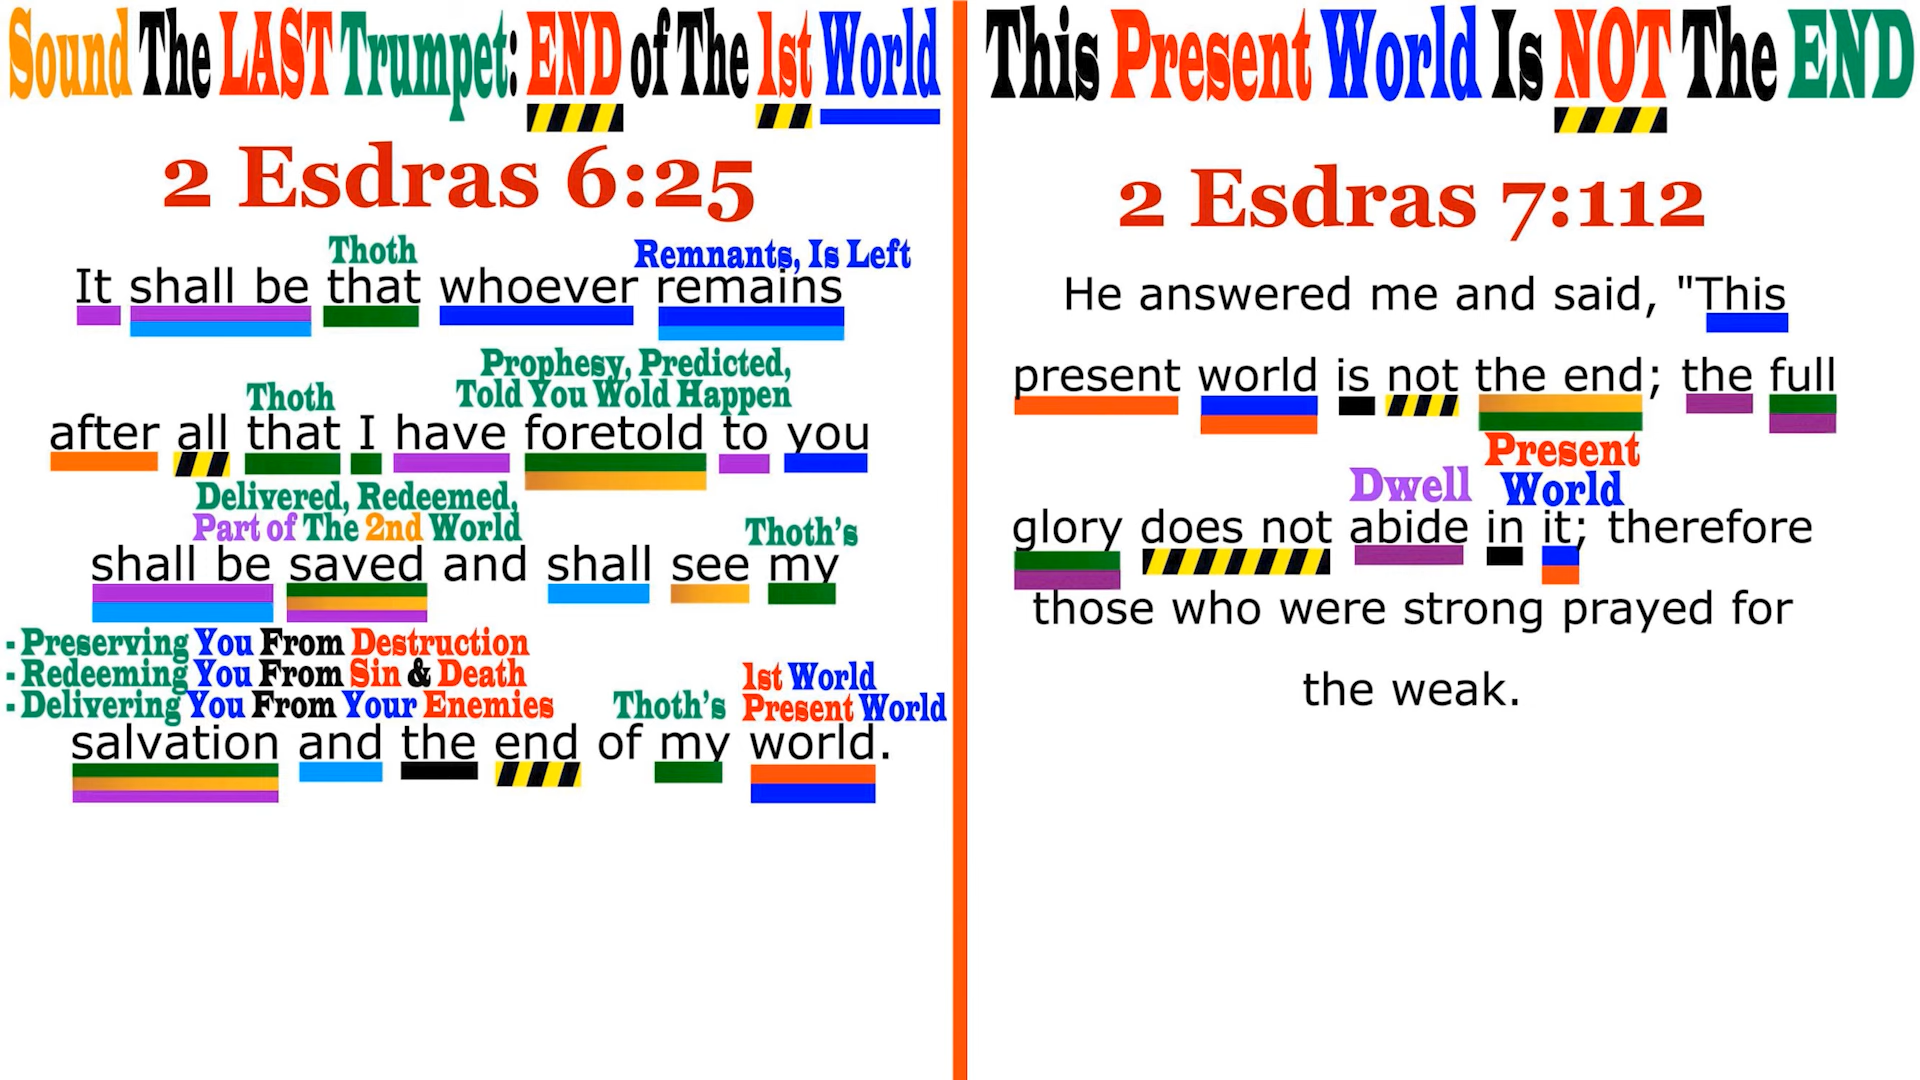 Sound The LAST Trumpet: END of The 1st World
2 Esdras 6:25
Thoth
Remnants, Is Left
It shall be that whoever remains
Prophesy, Predicted,
Thoth
Told You Wold Happen
after all that I have foretold to you
Delivered, Redeemed,
Part of The 2nd World
Thoth's
shall be saved and shall see my
- Preserving You From Destruction
- Redeeming You From Sin & Death
- Delivering You From Your Enemies
Thoth's
1st World
Present World
salvation and the end of my world.
This Present World Is NOT The END
2 Esdras 7:112
He answered me and said, "This
present world is not the end; the full
Present
Dwell
World
glory does not abide in it; therefore
those who were strong prayed for
the weak.